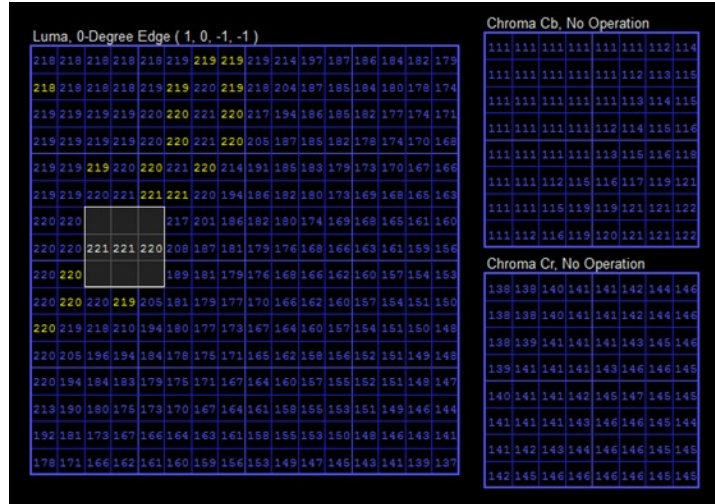 Luma, 0-Degree Edge ( 1, 0, -1, -1 )
218 218 218 218 218 219 219 219 219 214 197 187 186 184 182 179
218 218 218 218 218 219 220 219 218 204 187 185 184 180 178 174
219 219 219 219 220 220 221 220 217 194 186 185 182 177 174 171
219 219 219 219 220 220 221 220 205 187 185 182 178 174 170 168
219 219 219 220 220 221 220 214 191 185 183 179 173 170 167 166
219 219 220 221 221 221 220 194 186 182 180 173 169 168 165 163
220 220 217 201 186 182 180 174 169 168 165 161 160
220 220 221 221 220 208 187 181 179 176 168 166 163 161 159 156
220 220 189 181 179 176 168 166 162 160 157 154 153
220 220 220 219 205 181 179 177 170 166 162 160 157 154 151 150
220 219 218 210 194 180 177 173 167 164 160 157 154 151 150 148
220 205 196 194 184 178 175 171 165 162 158 156 152 151 149 148
220 194 184 183 179 175 171 167 164 160 157 155 152 151 148 147
213 190 180 175 173 170 167 164 161 158 155 153 151 149 146 144
192 181 173 167 166 164 163 161 158 155 153 150 148 146 143 141
178 171 166 162 161 160 159 156 153 149 147 145 143 141 139 137
Chroma Cb, No Operation
111 111 111 111 111 111 112 114
111 111 111 111 111 112 113 115
111 111 111 111 111 113 114 115
111 111 111 111 112 114 115 116
111 111 111 111 113 115 116 118
111 111 112 115 116 117 119 121
111 111 115 119 119 121 121 122
111 112 116 119 120 121 121 122
Chroma Cr, No Operation
138 138 140 141 141 142 144 146
138 138 140 141 141 142 144 146
138 139 141 141 141 143 145 146
139 141 141 141 143 146 146 145
140 141 141 142 145 147 145 145
141 141 141 143 146 146 145 144
141 142 143 144 146 146 145 145
142 145 146 146 146 146 145 145